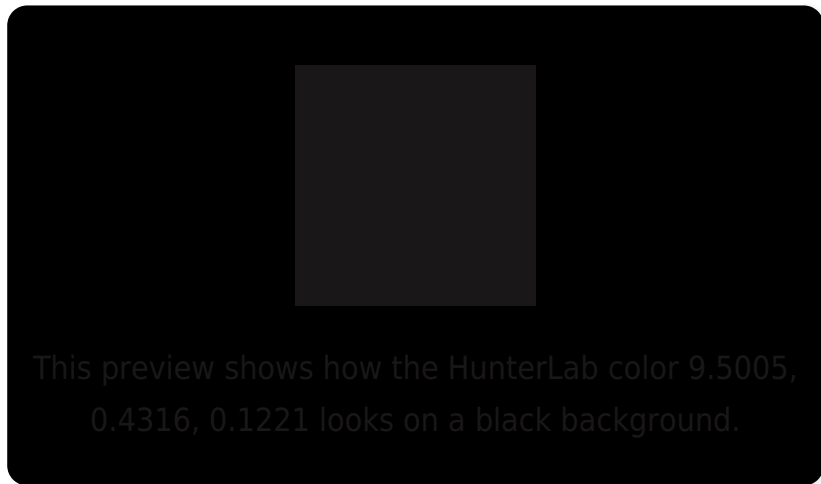 This preview shows how the HunterLab color 9.5005,
0.4316, 0.1221 looks on a black background.